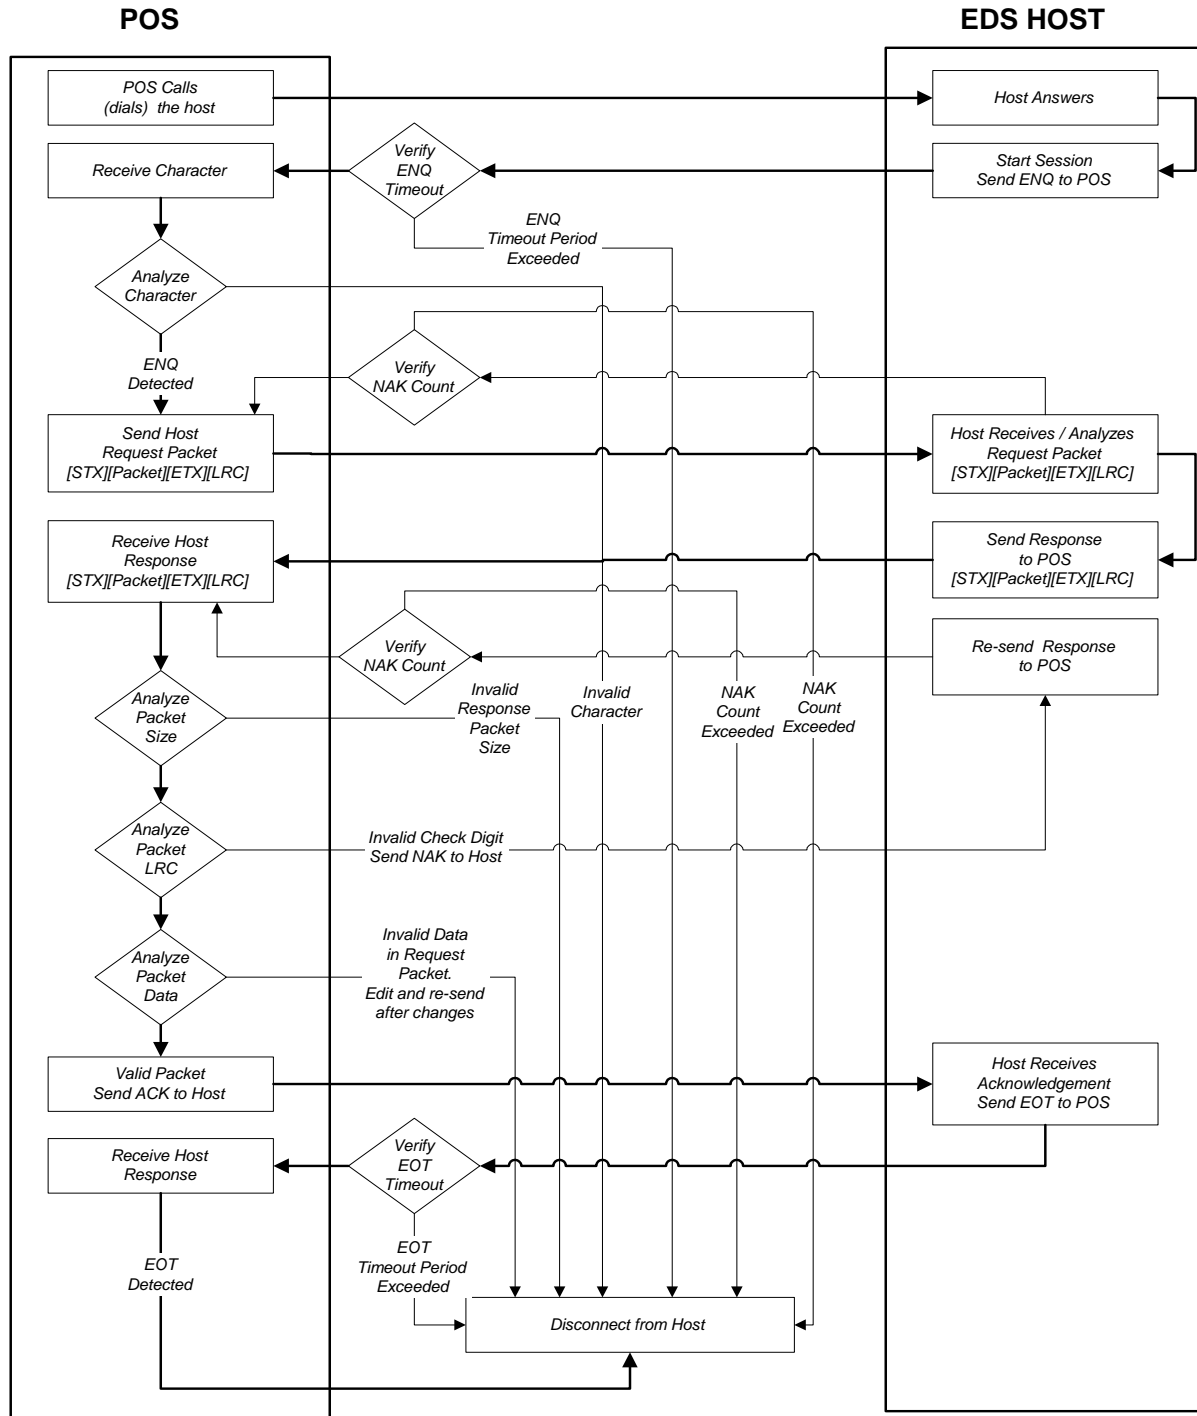 POS
EDS HOST
POS Calls
(dials) the host
Host Answers
Receive Character
Verify
ENQ
Timeout
Start Session
Send ENQ to POS
ENQ
Timeout Period
Exceeded
Analyze
Character
ENQ
Detected
Verify
NAK Count
Send Host
Request Packet
[STX][Packet][ETX][LRC]
Host Receives / Analyzes
Request Packet
[STX][Packet][ETX][LRC]
Receive Host
Response
[STX][Packet][ETX][LRC]
Send Response
to POS
[STX][Packet][ETX][LRC]
Verify
NAK Count
Re-send Response
to POS
Analyze
Packet
Size
Invalid
Response
Packet
Size
Invalid
Character
NAK
Count
Exceeded
NAK
Count
Exceeded
Analyze
Packet
LRC
Invalid Check Digit
Send NAK to Host
Analyze
Packet
Data
Invalid Data
in Request
Packet.
Edit and re-send
after changes
Valid Packet
Send ACK to Host
Host Receives
Acknowledgement
Send EOT to POS
Receive Host
Response
Verify
EOT
Timeout
EOT
Detected
EOT
Timeout Period
Exceeded
Disconnect from Host